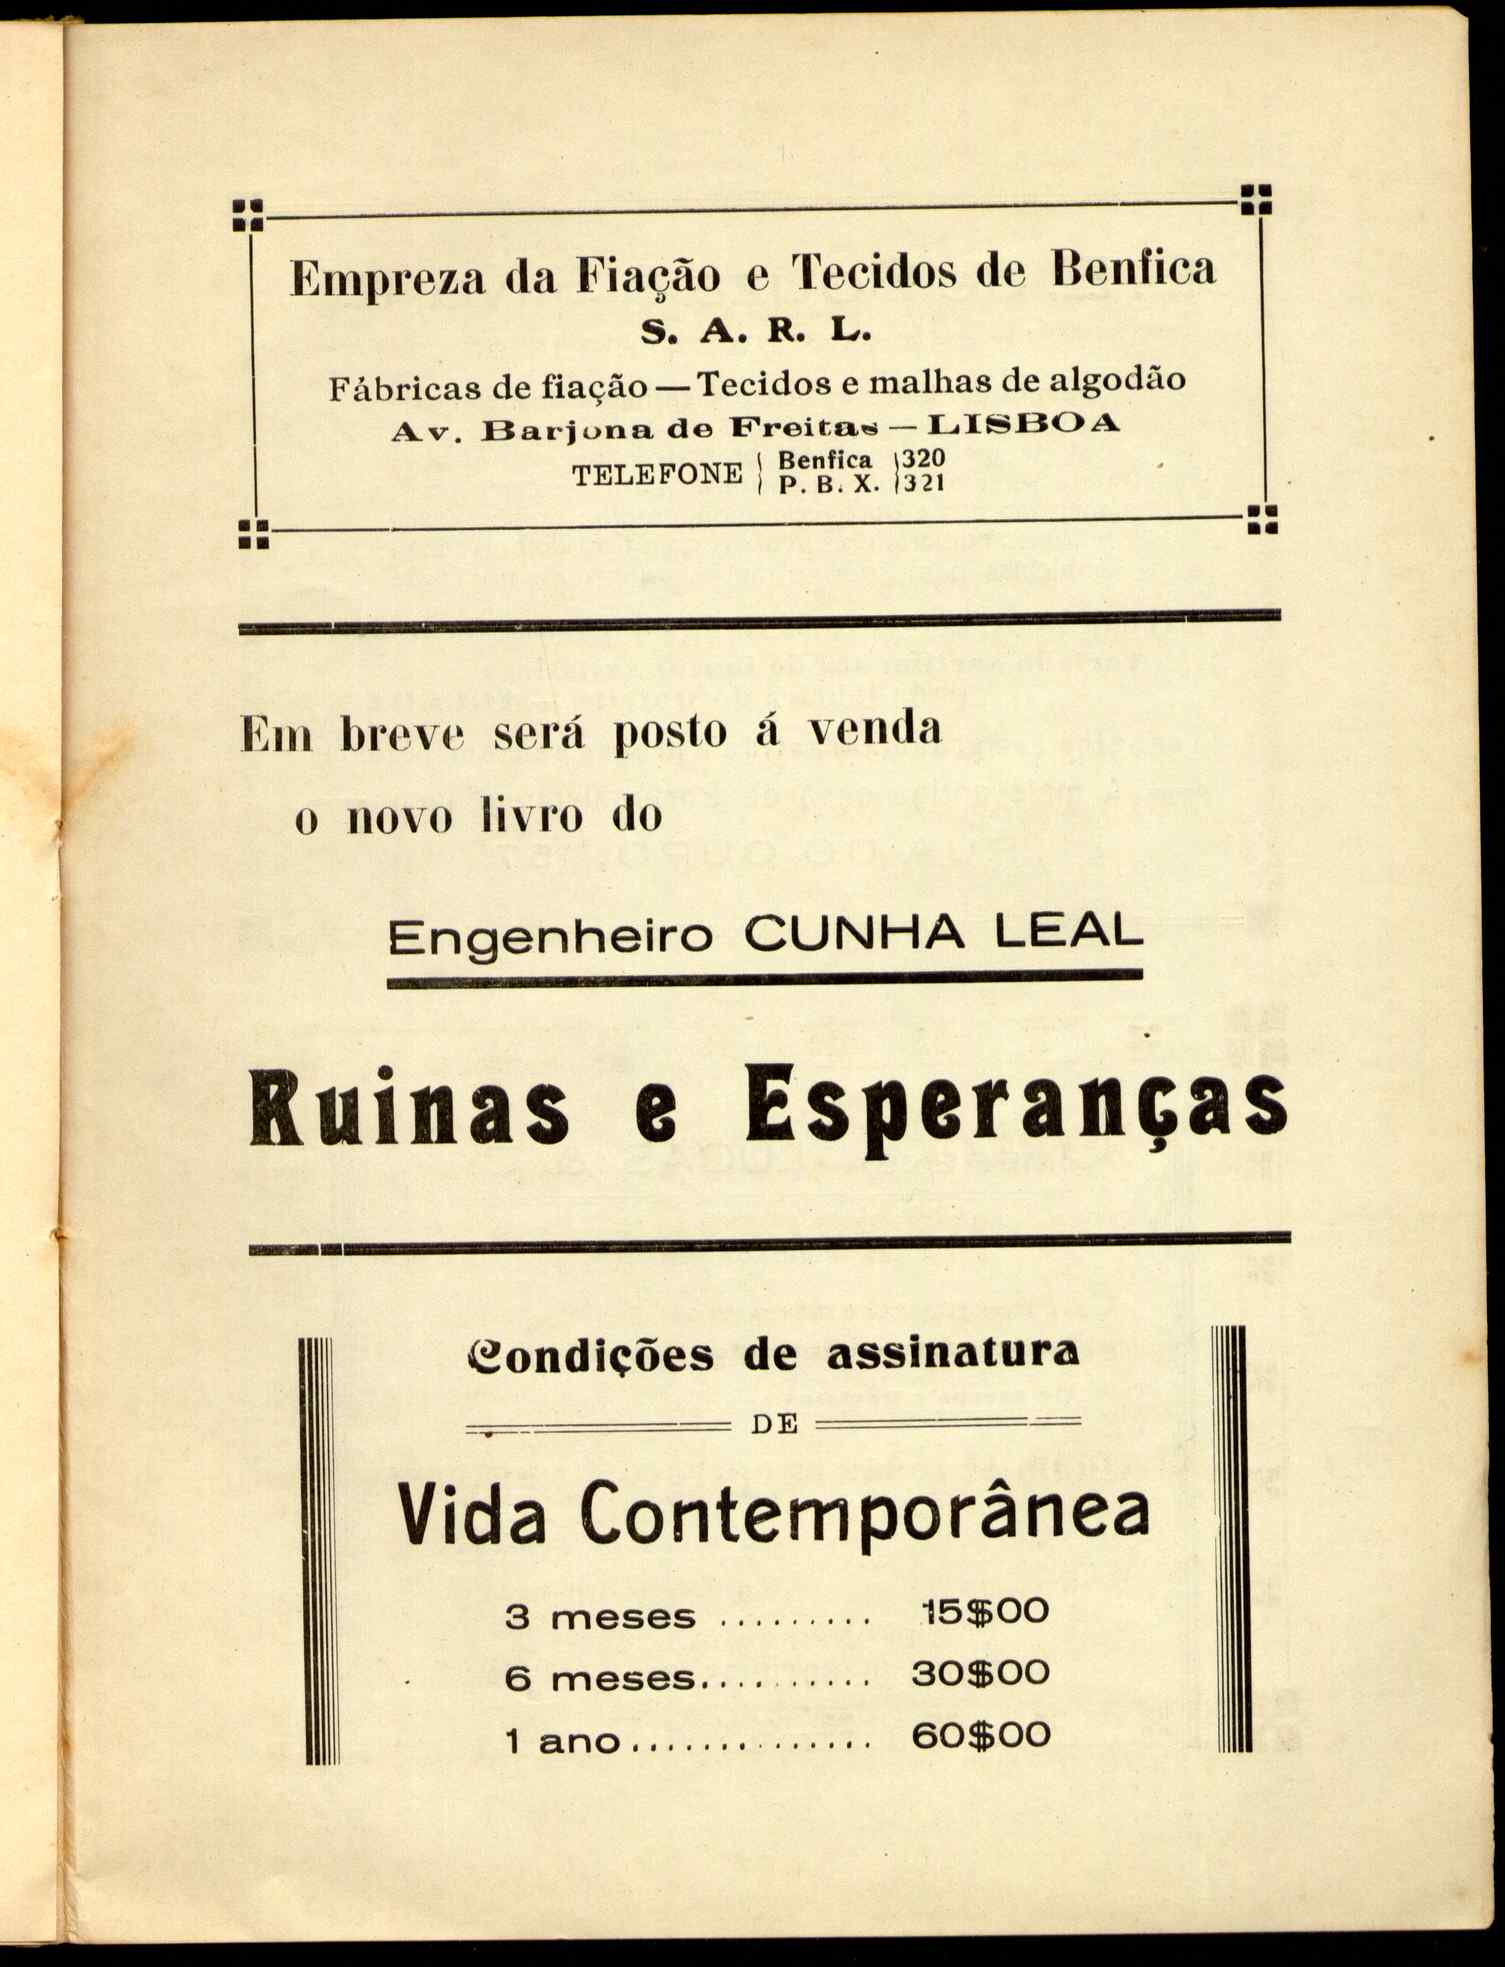 Empreza da Fiação e Tecidos de Benfica
S. A. R. L.
Fábricas de fiação — Tecidos e malhas de algodão
Av. Barjona de Freitas — LISBOA
TELEFONE { Benfica } 320
P. B. X. } 321
Em breve será posto á venda
o novo livro do
Engenheiro CUNHA LEAL
Ruinas e Esperanças
Condições de assinatura
DE
Vida Contemporânea
3 meses ......... 15$00
6 meses.......... 30$00
1 ano.............. 60$00